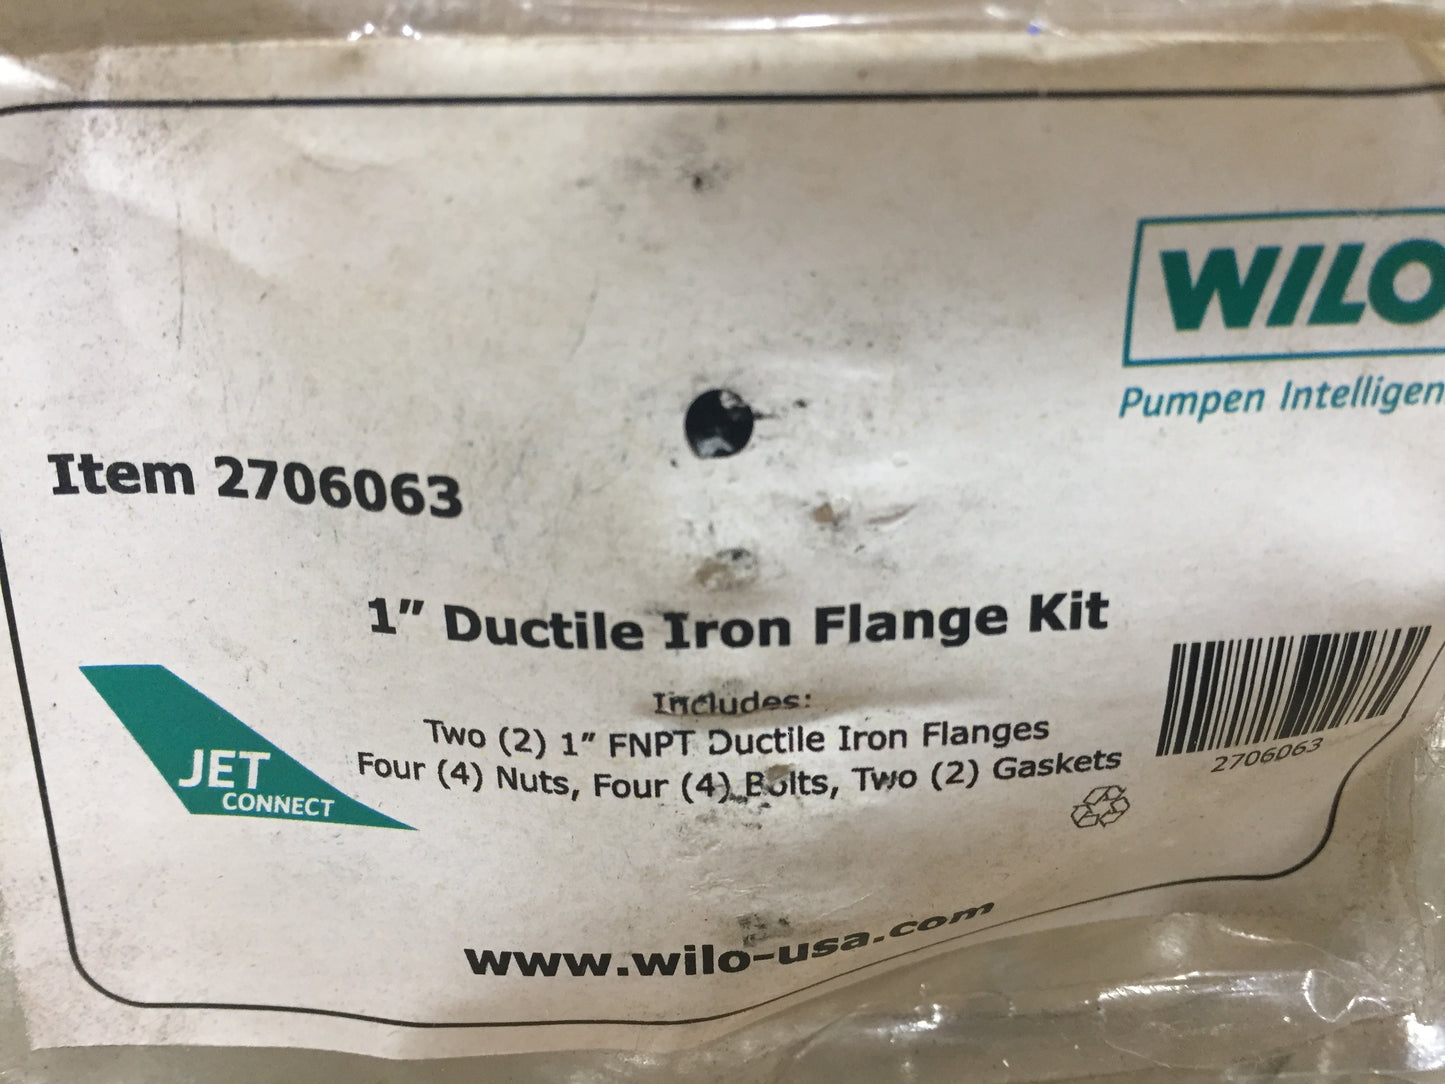 WILO
Pumpen Intelligen
Item 2706063
1" Ductile Iron Flange Kit
Includes:
Two (2) 1" FNPT Ductile Iron Flanges
Four (4) Nuts, Four (4) Bolts, Two (2) Gaskets
JET
CONNECT
2706063
www.wilo-usa.com